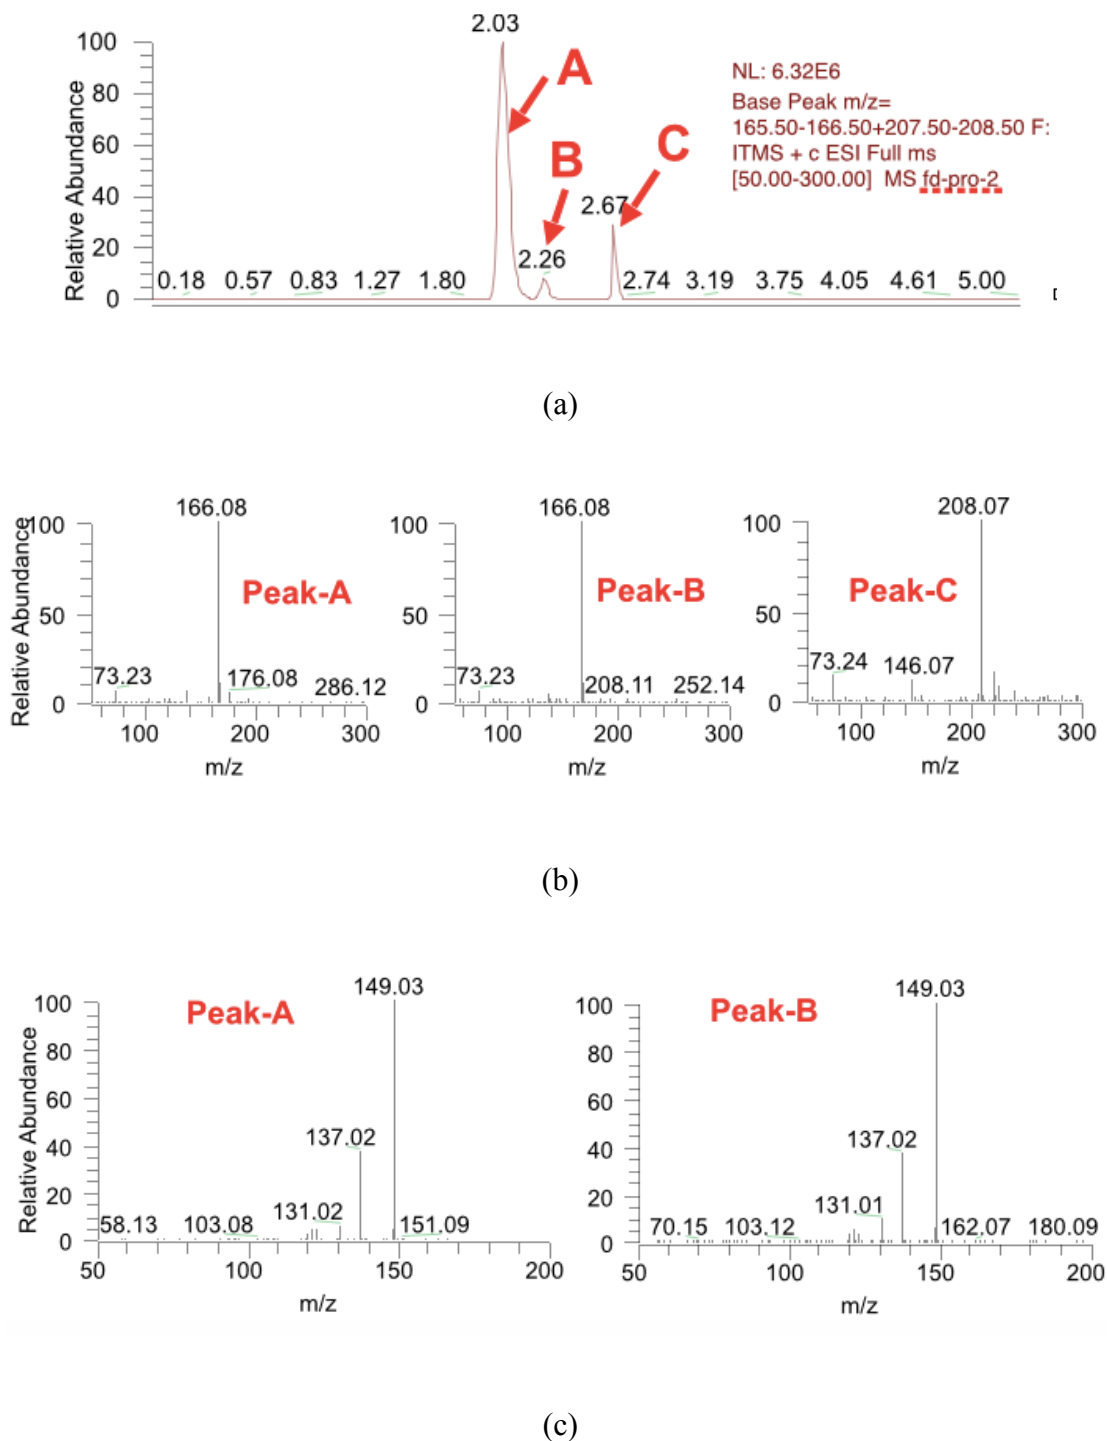 2.03
100
80
60
40
20
0
Relative Abundance
A
B
C
2.67
2.26
0.18 0.57 0.83 1.27 1.80 2.74 3.19 3.75 4.05 4.61 5.00
NL: 6.32E6
Base Peak m/z=
165.50-166.50+207.50-208.50 F:
ITMS + c ESI Full ms
[50.00-300.00] MS fd-pro-2
(a)
Relative Abundance
166.08
100
50
0
Peak-A
73.23 176.08 286.12
100 200 300
m/z
166.08
100
50
0
Peak-B
73.23 208.11 252.14
100 200 300
m/z
208.07
100
50
0
Peak-C
73.24 146.07
100 200 300
m/z
(b)
Relative Abundance
149.03
100
80
60
40
20
0
Peak-A
137.02
131.02
58.13 103.08 151.09
50 100 150 200
m/z
149.03
100
80
60
40
20
0
Peak-B
137.02
131.01
70.15 103.12 162.07 180.09
50 100 150 200
m/z
(c)